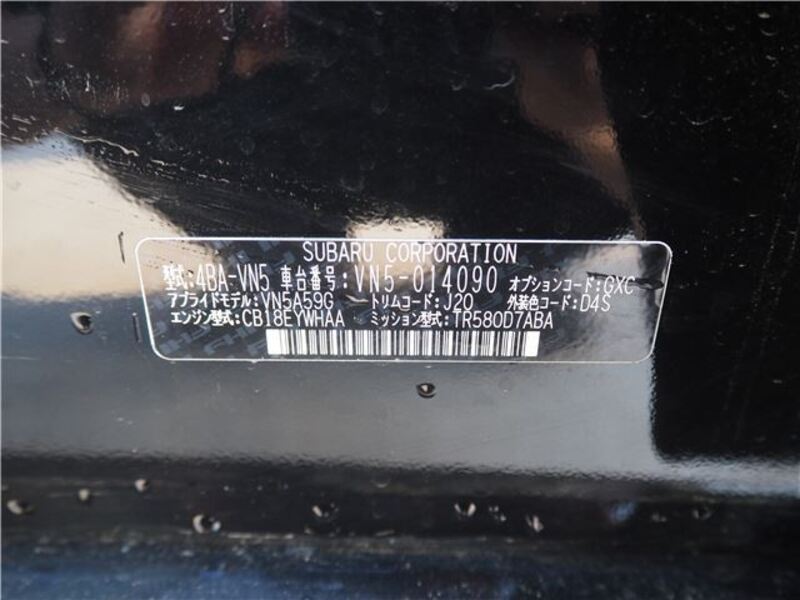 SUBARU CORPORATION
型式:4BA-VN5 車台番号:VN5-014090 オプションコード:GXC
アプライドモデル:VN5A59G トリムコード:J20 外装色コード:D4S
エンジン型式:CB18EYWHAA ミッション型式:TR580D7ABA